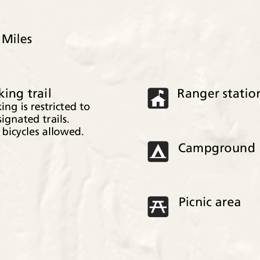 Miles
king trail
king is restricted to
signated trails.
bicycles allowed.
Ranger station
Campground
Picnic area